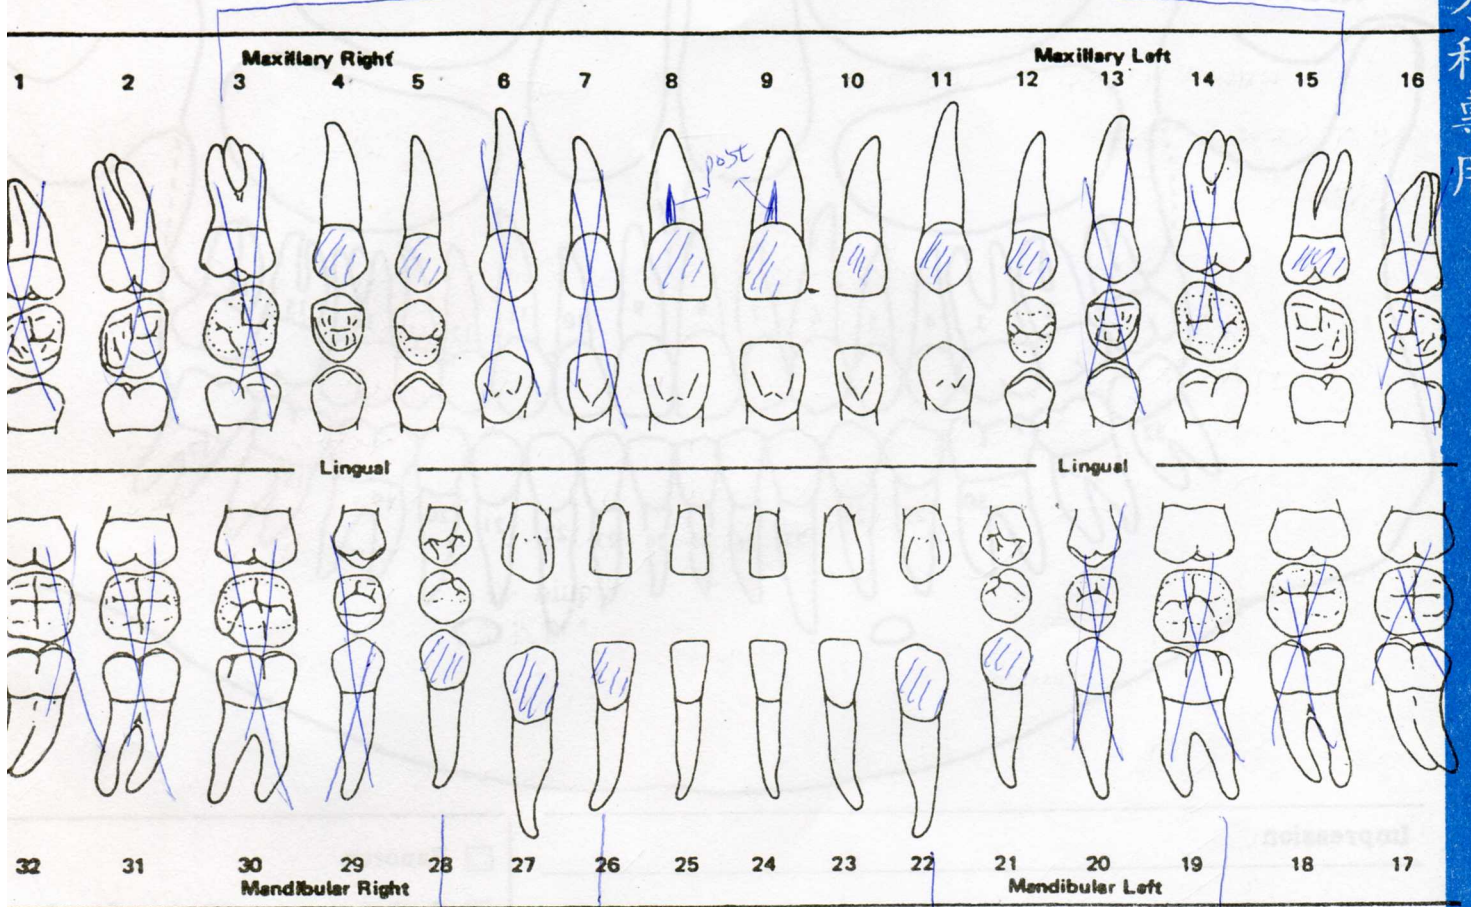 Maxillary Right Maxillary Left
1 2 3 4 5 6 7 8 9 10 11 12 13 14 15 16
post
Lingual Lingual
32 31 30 29 28 27 26 25 24 23 22 21 20 19 18 17
Mandibular Right Mandibular Left
Impression